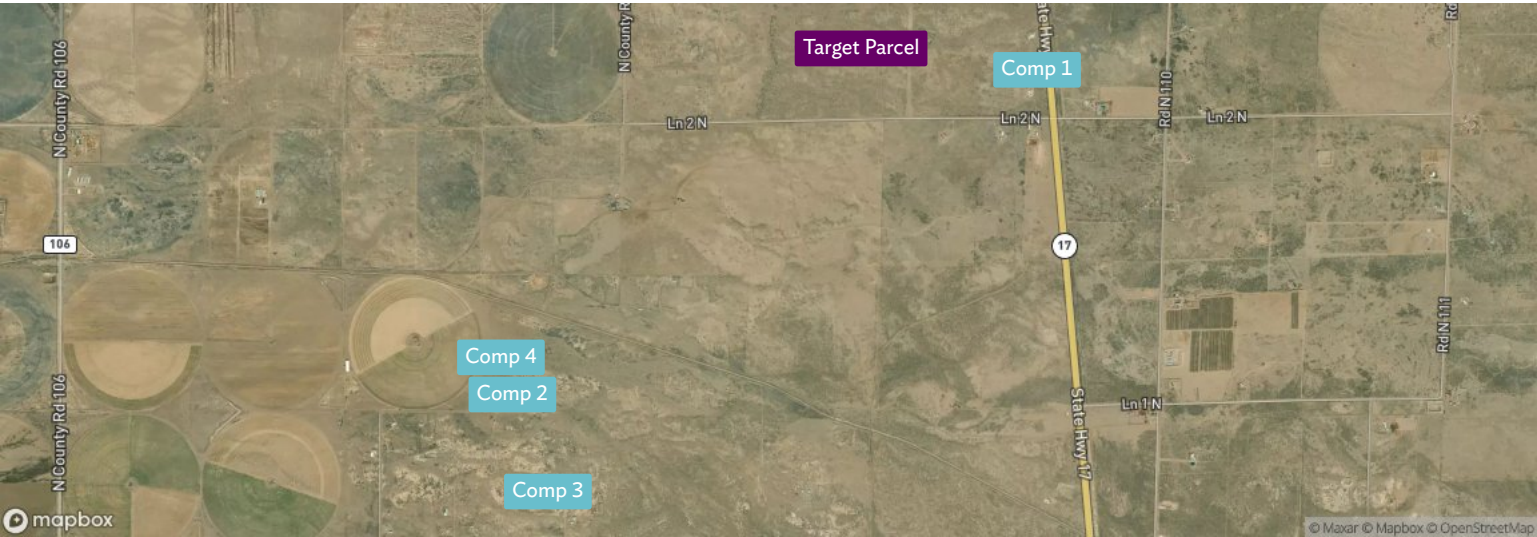 N County Rd 106
N County R
Target Parcel
ate Hwy
Comp 1
Rd N 110
Rd
Ln 2 N
Ln 2 N
Ln 2 N
106
17
Rd N 111
Comp 4
Comp 2
N County Rd 106
State Hwy 17
Ln 1 N
Comp 3
mapbox
© Maxar © Mapbox © OpenStreetMap